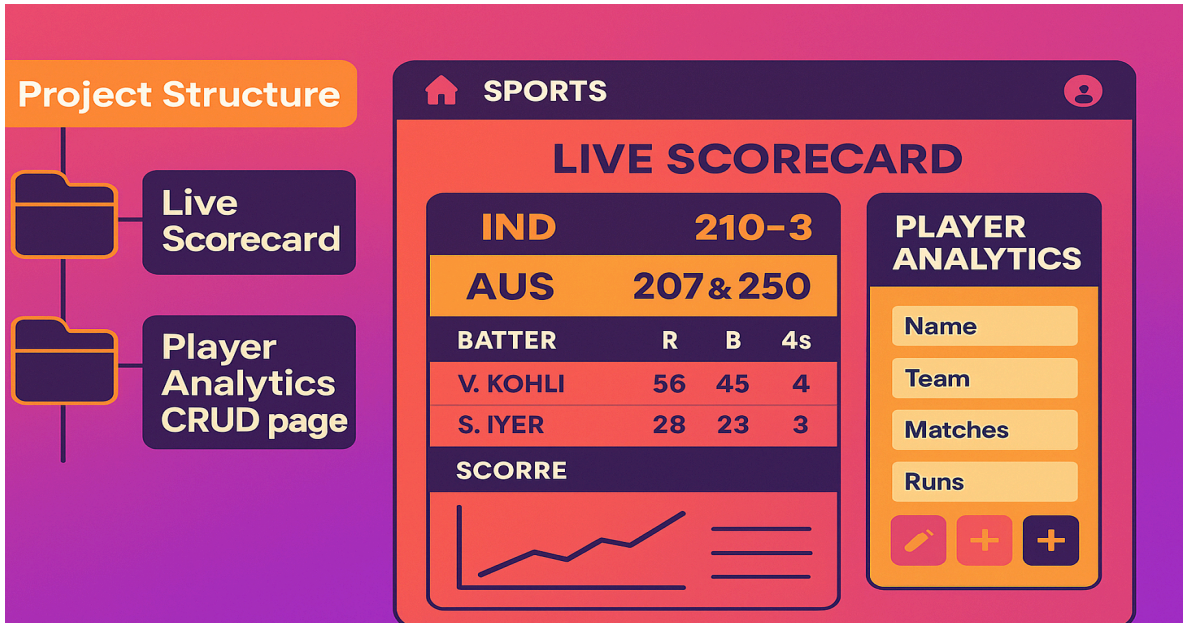 Project Structure
Live
Scorecard
Player
Analytics
CRUD page
SPORTS
LIVE SCORECARD
IND 210-3
AUS 207 & 250
BATTER R B 4s
V. KOHLI 56 45 4
S. IYER 28 23 3
SCORRE
PLAYER
ANALYTICS
Name
Team
Matches
Runs